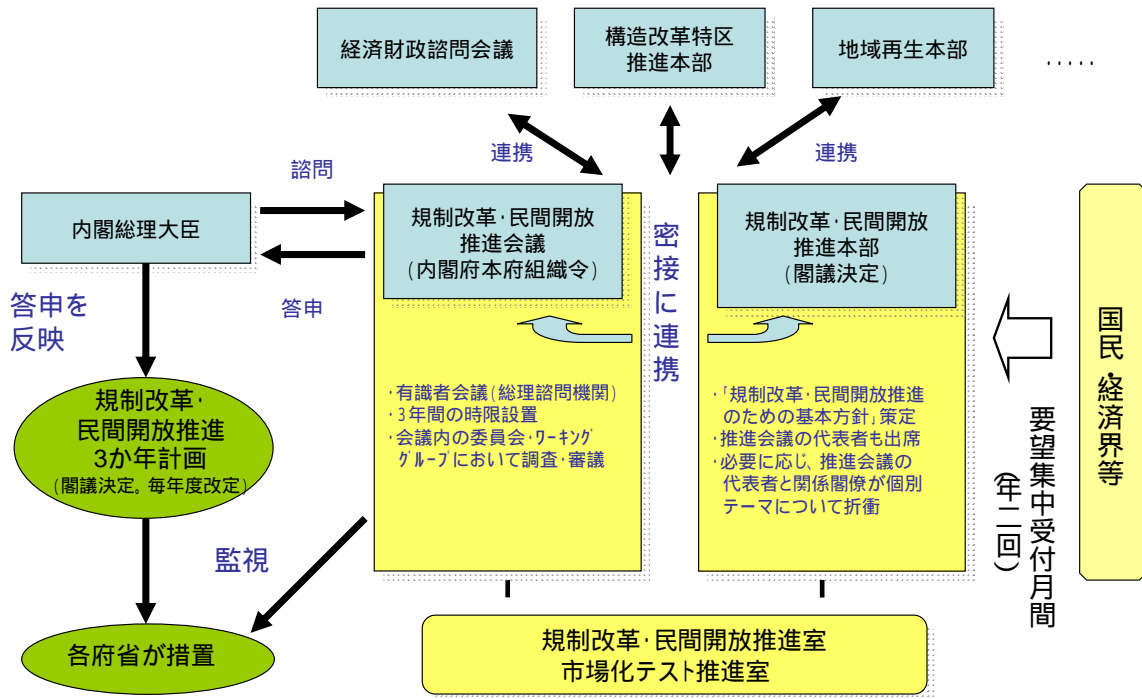 経済財政諮問会議
構造改革特区
推進本部
地域再生本部
．．．．．
連携
連携
諮問
内閣総理大臣
規制改革・民間開放
推進会議
(内閣府本府組織令)
密接に連携
規制改革・民間開放
推進本部
(閣議決定)
答申
答申を
反映
国民・経済界等
要望集中受付月間
(年二回)
規制改革・
民間開放推進
3か年計画
(閣議決定。毎年度改定)
・有識者会議(総理諮問機関)
・3年間の時限設置
・会議内の委員会・ワーキング
グループにおいて調査・審議
・「規制改革・民間開放推進
のための基本方針」策定
・推進会議の代表者も出席
・必要に応じ、推進会議の
代表者と関係閣僚が個別
テーマについて折衝
監視
各府省が措置
規制改革・民間開放推進室
市場化テスト推進室